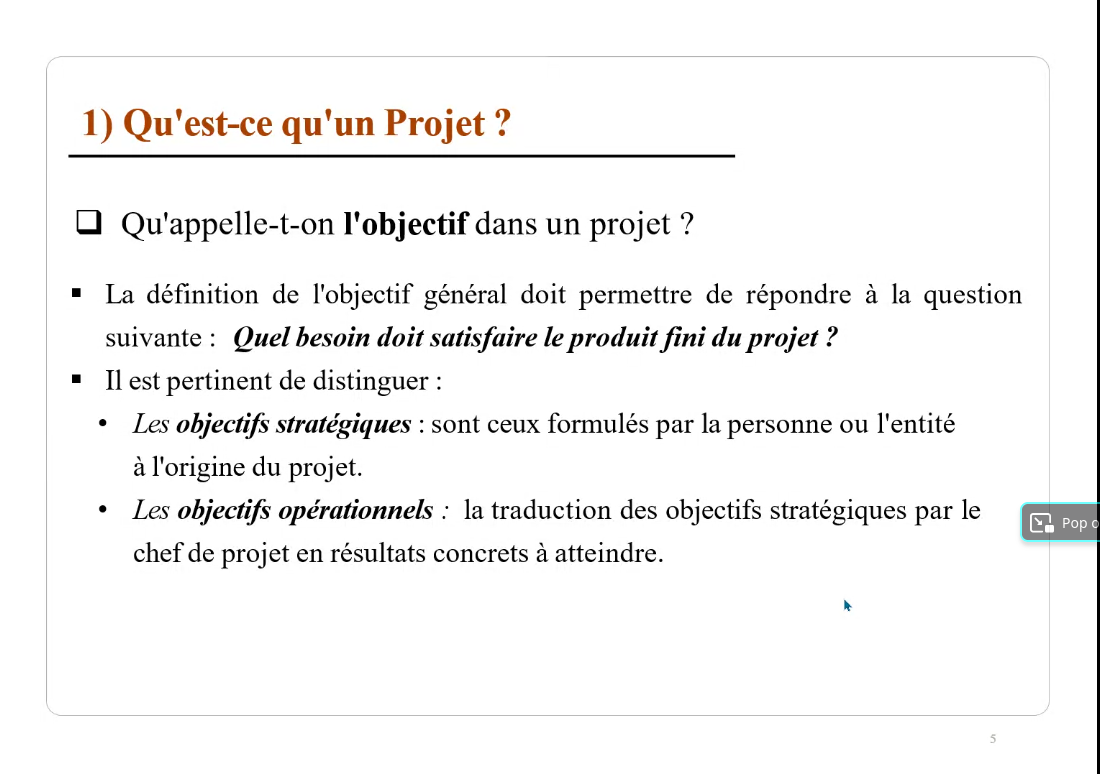 1) Qu'est-ce qu'un Projet ?
Qu'appelle-t-on l'objectif dans un projet ?
La définition de l'objectif général doit permettre de répondre à la question
suivante : Quel besoin doit satisfaire le produit fini du projet ?
Il est pertinent de distinguer :
Les objectifs stratégiques : sont ceux formulés par la personne ou l'entité
à l'origine du projet.
Les objectifs opérationnels : la traduction des objectifs stratégiques par le
chef de projet en résultats concrets à atteindre.
Pop o
5